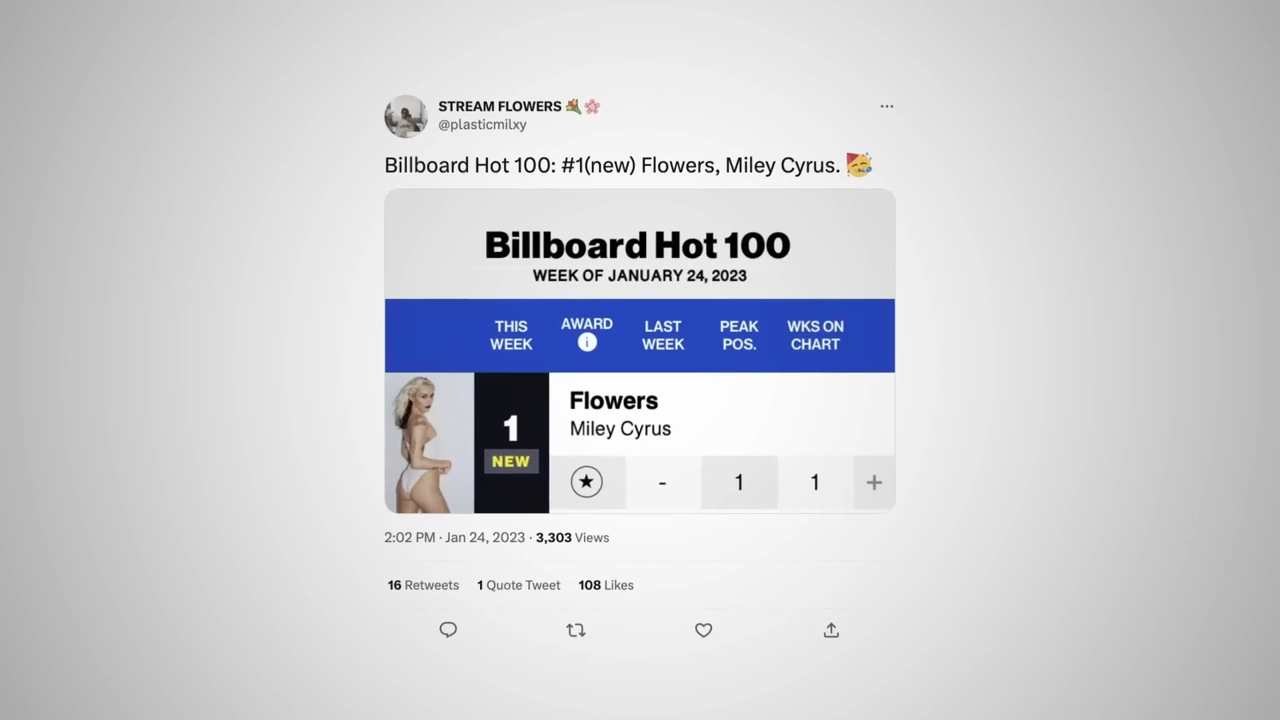 STREAM FLOWERS 💐🌸
@plasticmilxy
Billboard Hot 100: #1(new) Flowers, Miley Cyrus. 🥳
Billboard Hot 100
WEEK OF JANUARY 24, 2023
THIS WEEK
AWARD
LAST WEEK
PEAK POS.
WKS ON CHART
1
NEW
Flowers
Miley Cyrus
- 1 1 +
2:02 PM · Jan 24, 2023 · 3,303 Views
16 Retweets 1 Quote Tweet 108 Likes